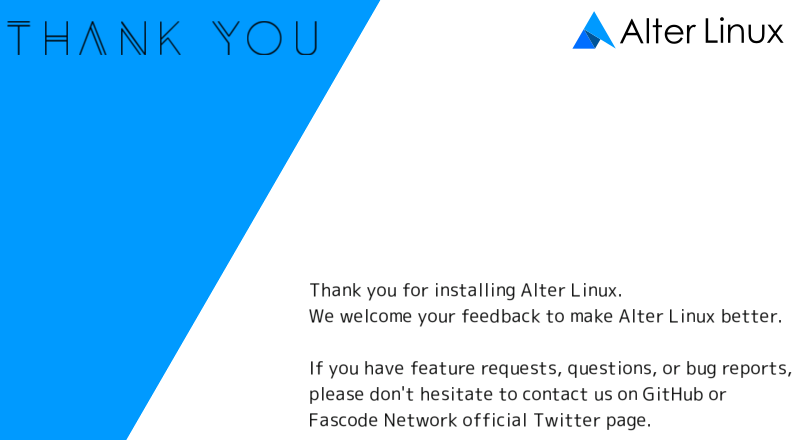 THANK YOU
Alter Linux
Thank you for installing Alter Linux.
We welcome your feedback to make Alter Linux better.
If you have feature requests, questions, or bug reports,
please don't hesitate to contact us on GitHub or
Fascode Network official Twitter page.